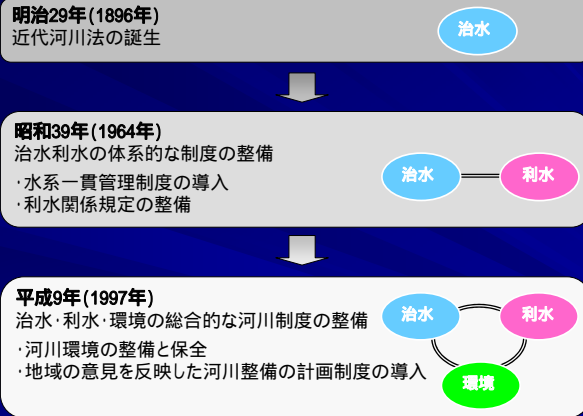 明治29年(1896年)
近代河川法の誕生
治水
昭和39年(1964年)
治水利水の体系的な制度の整備
・水系一貫管理制度の導入
・利水関係規定の整備
治水
利水
平成9年(1997年)
治水・利水・環境の総合的な河川制度の整備
・河川環境の整備と保全
・地域の意見を反映した河川整備の計画制度の導入
治水
利水
環境